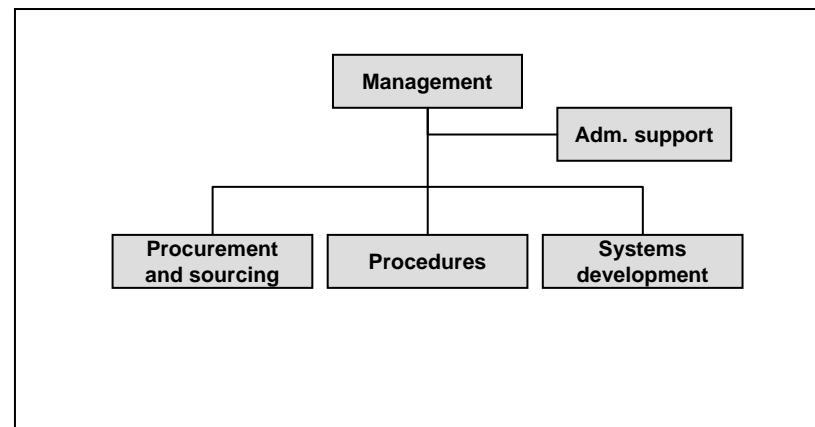 Management
Adm. support
Procurement
and sourcing
Procedures
Systems
development